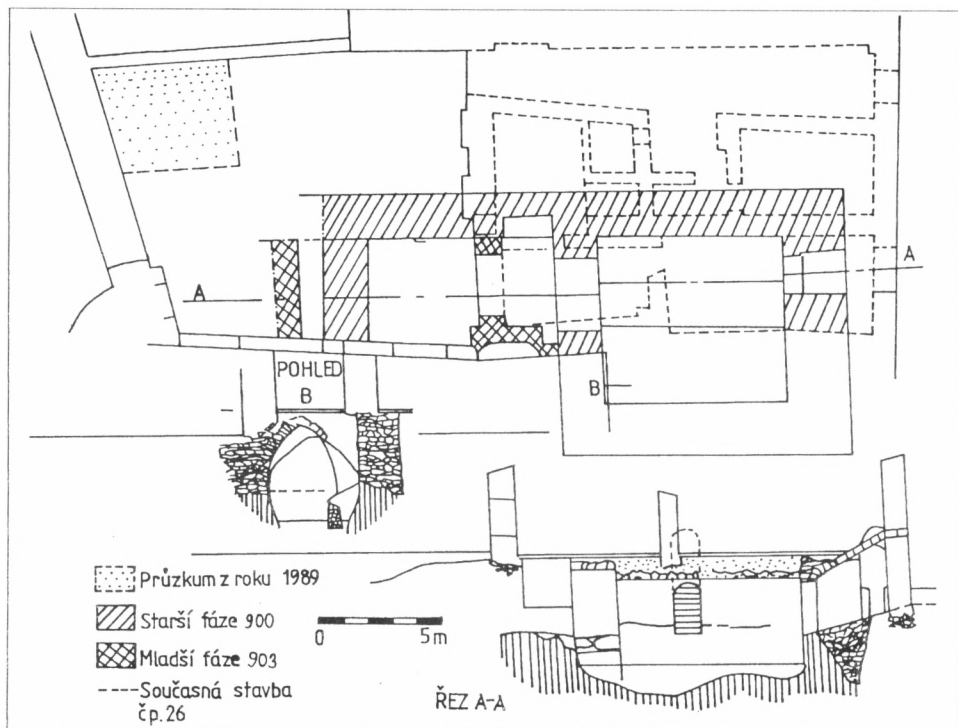 A
A
POHLED
B
B
Průzkum z roku 1989
Starší fáze 900
Mladší fáze 903
Současná stavba
čp.26
0 5m
ŘEZ A-A